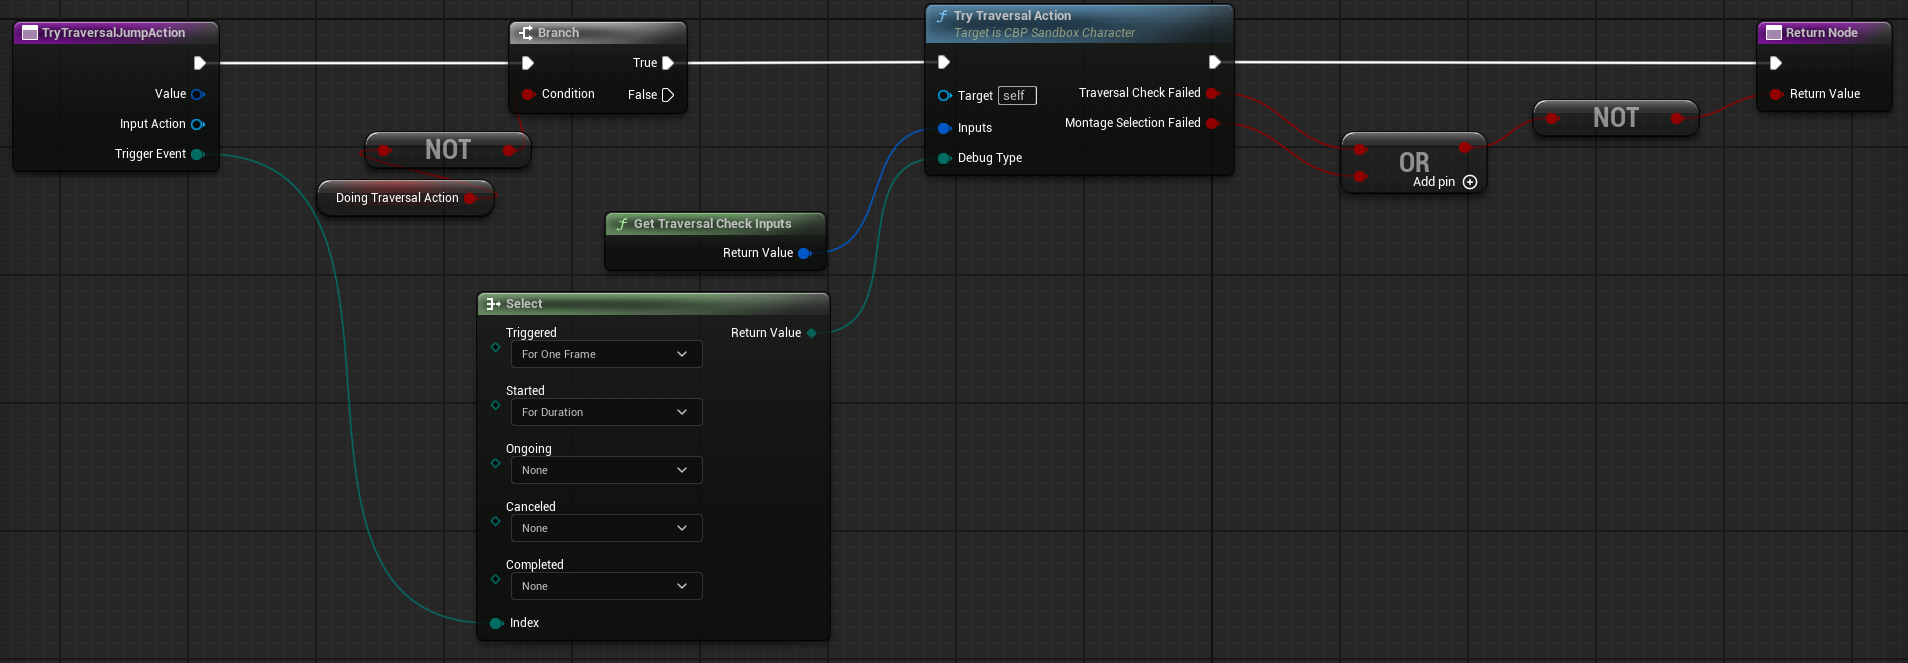 TryTraversalJumpAction
Value
Input Action
Trigger Event
Branch
True
Condition
False
NOT
Doing Traversal Action
Try Traversal Action
Target is CBP Sandbox Character
Target self
Traversal Check Failed
Montage Selection Failed
Inputs
Debug Type
Get Traversal Check Inputs
Return Value
Select
Triggered
Return Value
For One Frame
Started
For Duration
Ongoing
None
Canceled
None
Completed
None
Index
OR
Add pin
NOT
Return Node
Return Value